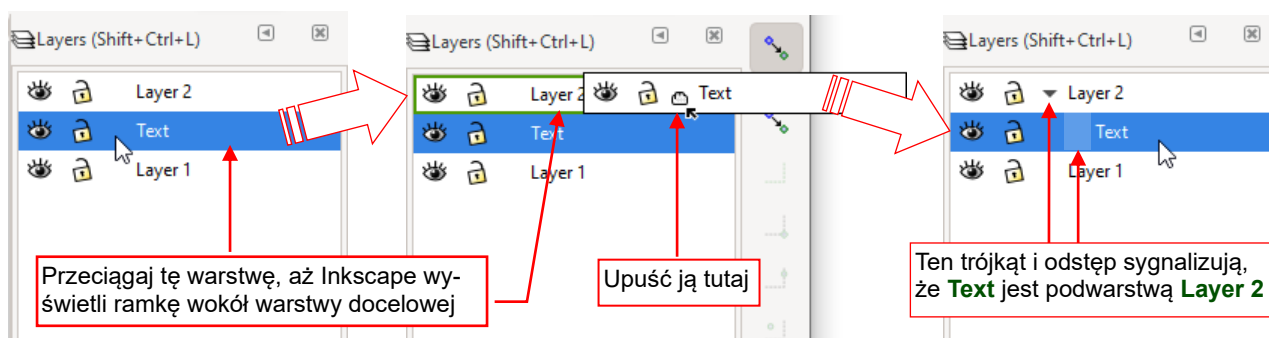 Layers (Shift+Ctrl+L)
Layer 2
Text
Layer 1
Przeciągaj tę warstwę, aż Inkscape wy-
świetli ramkę wokół warstwy docelowej
Layers (Shift+Ctrl+L)
Layer 2
Text
Text
Layer 1
Upuść ją tutaj
Layers (Shift+Ctrl+L)
Layer 2
Text
Layer 1
Ten trójkąt i odstęp sygnalizują,
że Text jest podwarstwą Layer 2